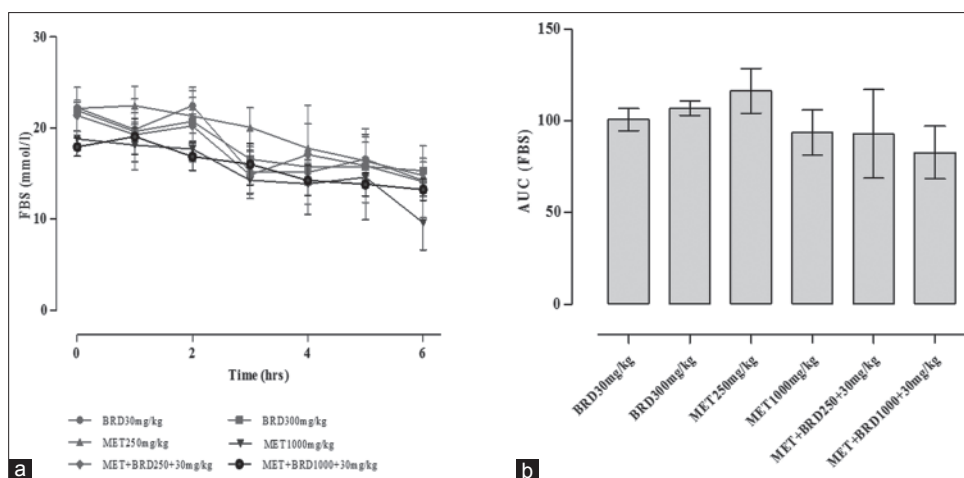 30
20
10
0
FBS (mmol/l)
0 2 4 6
Time (hrs)
BRD30mg/kg
BRD300mg/kg
MET250mg/kg
MET1000mg/kg
MET+BRD250+30mg/kg
MET+BRD1000+30mg/kg
a
150
100
50
0
AUC (FBS)
BRD30mg/kg
BRD300mg/kg
MET250mg/kg
MET1000mg/kg
MET+BRD250+30mg/kg
MET+BRD1000+30mg/kg
b